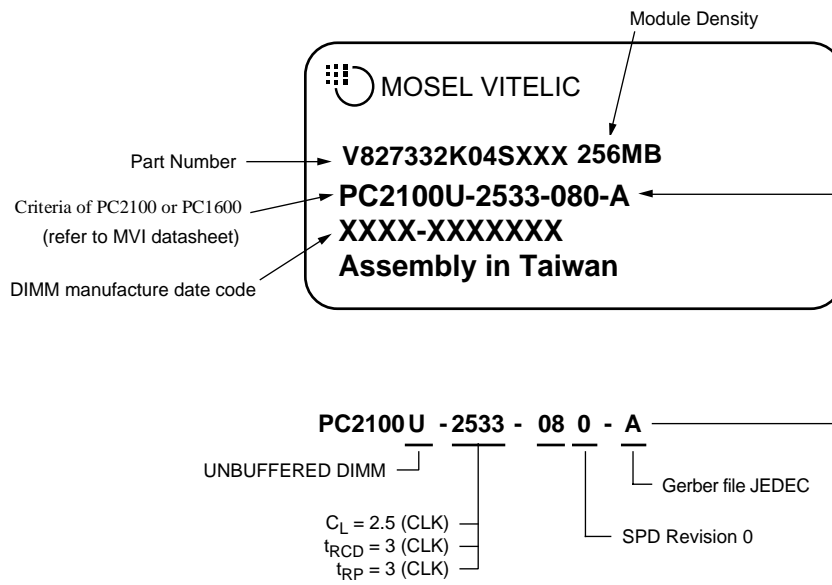 Module Density
MOSEL VITELIC
Part Number
V827332K04SXXX 256MB
Criteria of PC2100 or PC1600
(refer to MVI datasheet)
PC2100U-2533-080-A
XXXX-XXXXXXX
DIMM manufacture date code
Assembly in Taiwan
PC2100 U - 2533 - 08 0 - A
UNBUFFERED DIMM
Gerber file JEDEC
CL = 2.5 (CLK)
tRCD = 3 (CLK)
tRP = 3 (CLK)
SPD Revision 0